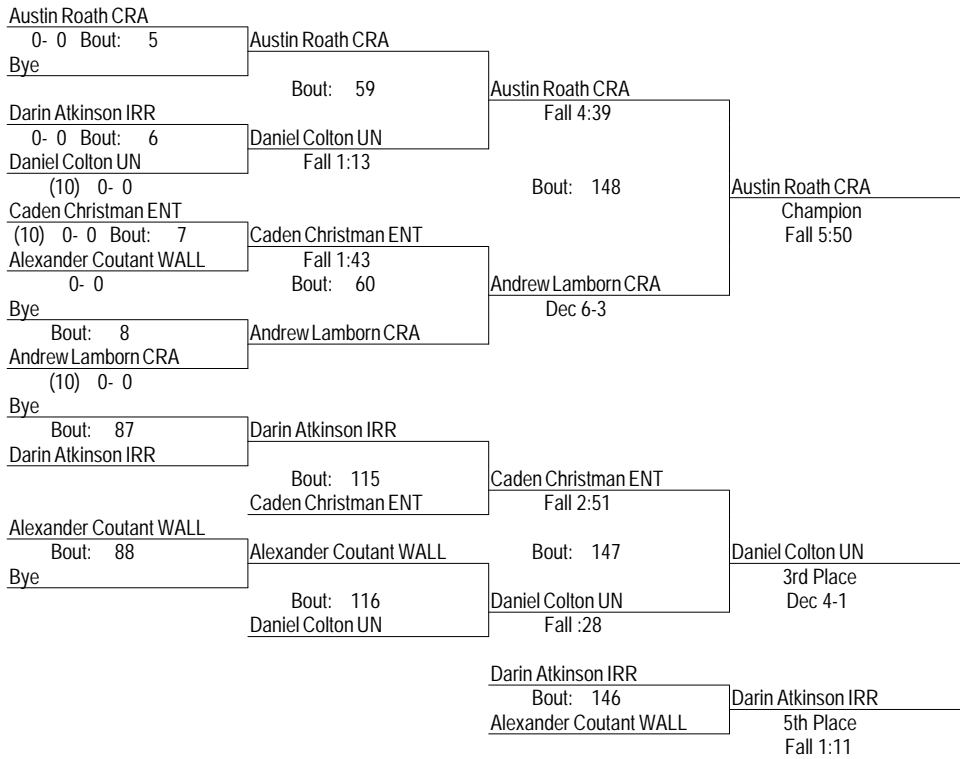 Austin Roath CRA
0- 0 Bout: 5
Austin Roath CRA
Bye
Bout: 59
Austin Roath CRA
Darin Atkinson IRR
Fall 4:39
0- 0 Bout: 6
Daniel Colton UN
Daniel Colton UN
Fall 1:13
(10) 0- 0
Bout: 148
Austin Roath CRA
Caden Christman ENT
Champion
(10) 0- 0 Bout: 7
Caden Christman ENT
Fall 5:50
Alexander Coutant WALL
Fall 1:43
0- 0
Bout: 60
Andrew Lamborn CRA
Bye
Dec 6-3
Bout: 8
Andrew Lamborn CRA
Andrew Lamborn CRA
(10) 0- 0
Bye
Bout: 87
Darin Atkinson IRR
Darin Atkinson IRR
Bout: 115
Caden Christman ENT
Caden Christman ENT
Fall 2:51
Alexander Coutant WALL
Bout: 88
Alexander Coutant WALL
Bout: 147
Daniel Colton UN
Bye
3rd Place
Bout: 116
Daniel Colton UN
Dec 4-1
Daniel Colton UN
Fall :28
Darin Atkinson IRR
Bout: 146
Darin Atkinson IRR
Alexander Coutant WALL
5th Place
Fall 1:11